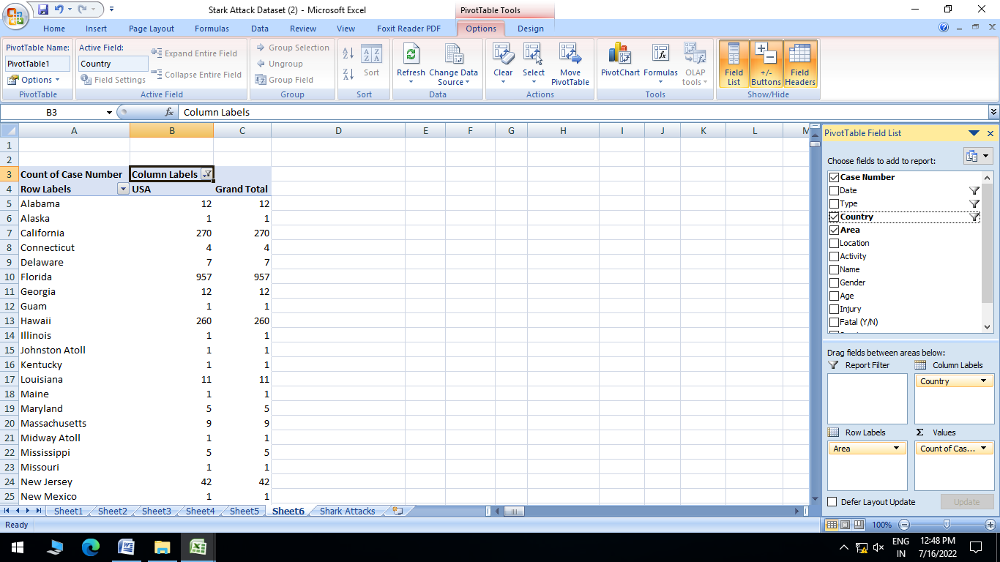 Stark Attack Dataset (2) - Microsoft Excel
PivotTable Tools
Home Insert Page Layout Formulas Data Review View Foxit Reader PDF Options Design
PivotTable Name:
PivotTable1
Options
PivotTable
Active Field:
Country
Field Settings
Expand Entire Field
Collapse Entire Field
Active Field
Group Selection
Ungroup
Group Field
Group
Sort
Sort
Refresh
Change Data
Source
Data
Clear
Select
Move
PivotTable
Actions
PivotChart
Formulas
OLAP
tools
Tools
Field
List
+/-
Buttons
Field
Headers
Show/Hide
B3 fx Column Labels
A B C D E F G H I J K L M
1
2
3 Count of Case Number Column Labels
4 Row Labels USA Grand Total
5 Alabama 12 12
6 Alaska 1 1
7 California 270 270
8 Connecticut 4 4
9 Delaware 7 7
10 Florida 957 957
11 Georgia 12 12
12 Guam 1 1
13 Hawaii 260 260
14 Illinois 1 1
15 Johnston Atoll 1 1
16 Kentucky 1 1
17 Louisiana 11 11
18 Maine 1 1
19 Maryland 5 5
20 Massachusetts 9 9
21 Midway Atoll 1 1
22 Mississippi 5 5
23 Missouri 1 1
24 New Jersey 42 42
25 New Mexico 1 1
Sheet1 Sheet2 Sheet3 Sheet4 Sheet5 Sheet6 Shark Attacks
PivotTable Field List
Choose fields to add to report:
Case Number
Date
Type
Country
Area
Location
Activity
Name
Gender
Age
Injury
Fatal (Y/N)
Drag fields between areas below:
Report Filter
Column Labels
Country
Row Labels
Σ Values
Area
Count of Cas...
Defer Layout Update
Update
Ready
100%
ENG
IN
12:48 PM
7/16/2022